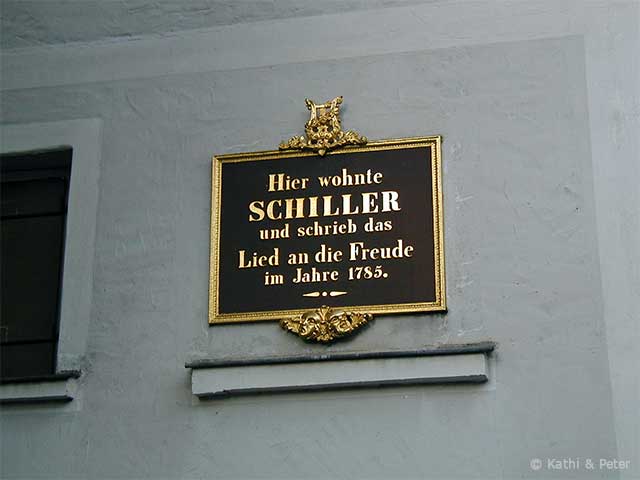 Hier wohnte
SCHILLER
und schrieb das
Lied an die Freude
im Jahre 1785.
© Kathi & Peter